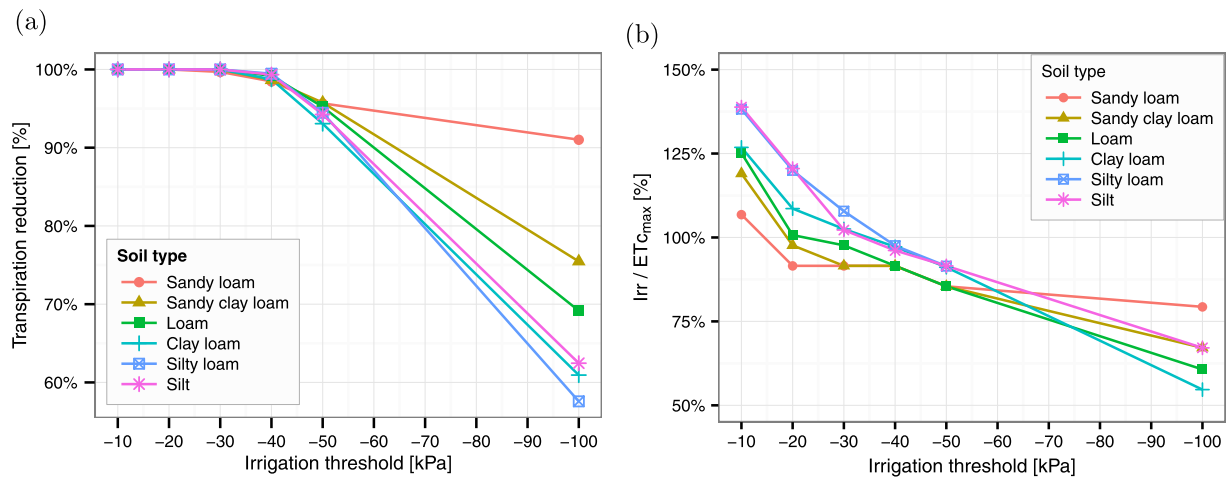 (a)
Transpiration reduction [%]
100%
90%
80%
70%
60%
Soil type
Sandy loam
Sandy clay loam
Loam
Clay loam
Silty loam
Silt
−10 −20 −30 −40 −50 −60 −70 −80 −90 −100
Irrigation threshold [kPa]
(b)
Irr / ETcmax [%]
150%
125%
100%
75%
50%
Soil type
Sandy loam
Sandy clay loam
Loam
Clay loam
Silty loam
Silt
−10 −20 −30 −40 −50 −60 −70 −80 −90 −100
Irrigation threshold [kPa]